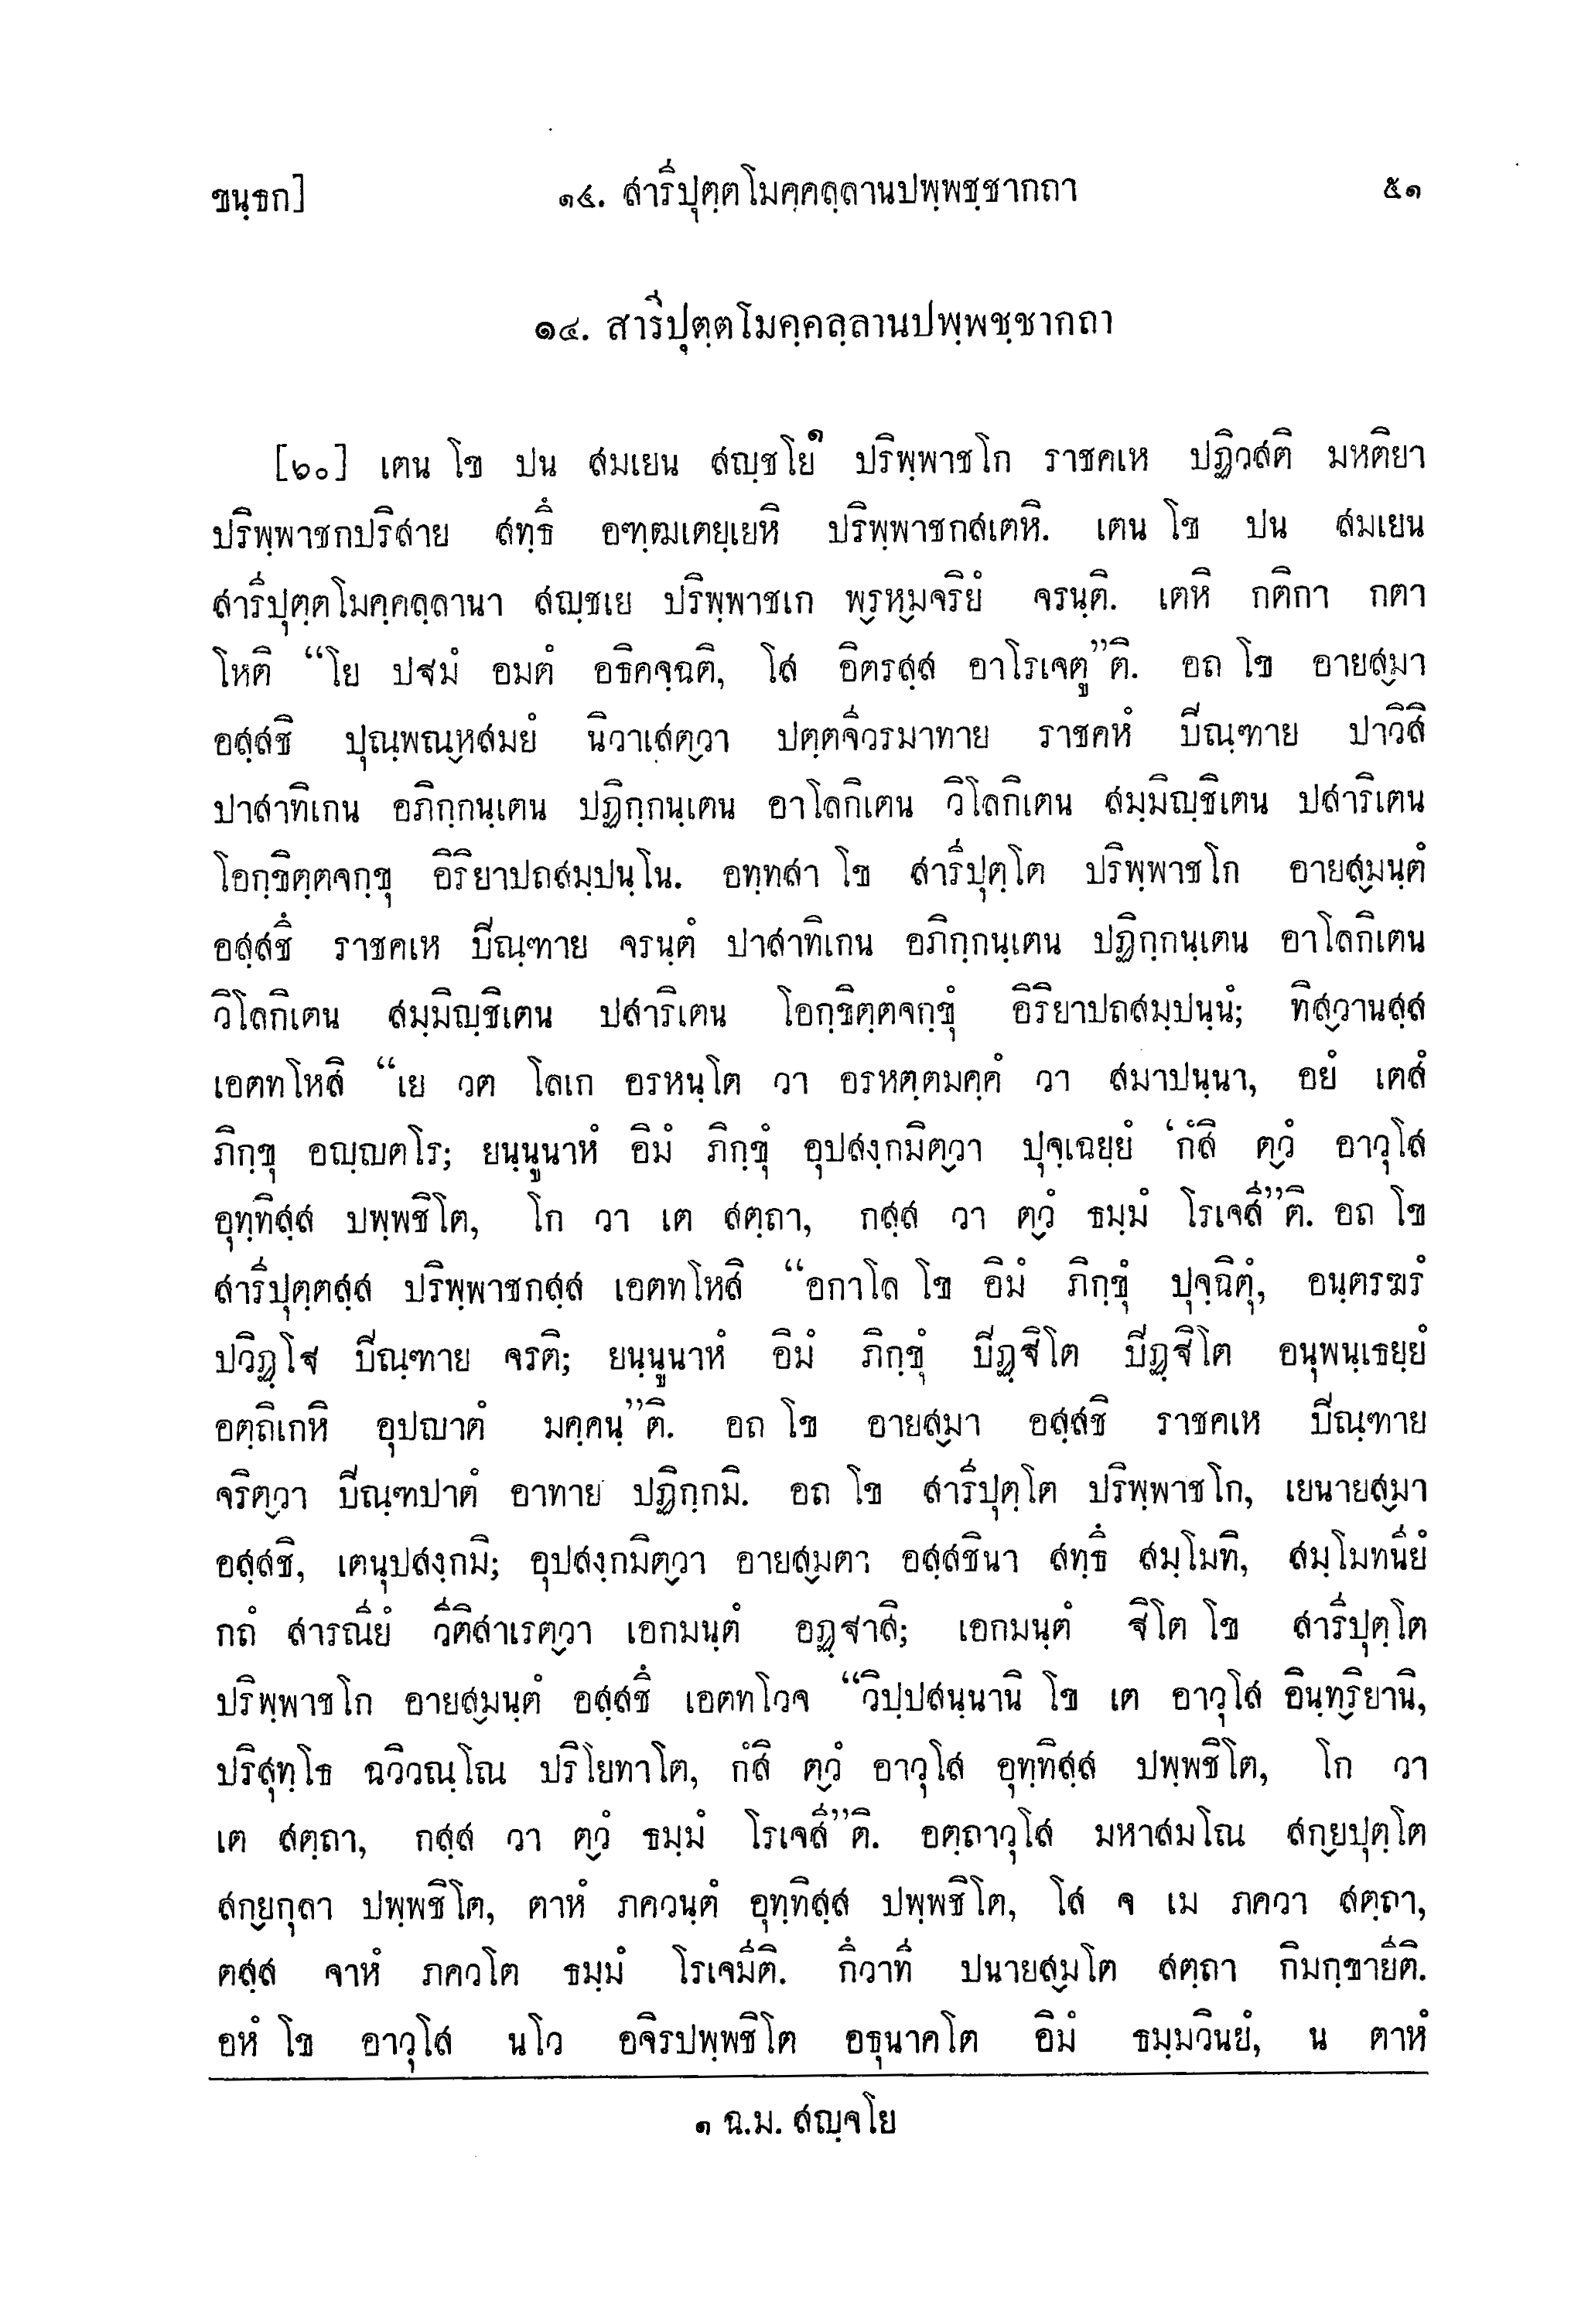 ขนฺธก]	๑๔. สารีปุตฺตโมคฺคลฺลานปพฺพชฺชากถา	๕๑
๑๔. สารีปุตฺตโมคฺคลฺลานปพฺพชฺชากถา
[๖๐] เตน โข ปน สมเยน สญฺชโย๑ ปริพฺพาชโก ราชคเห ปฏิวสติ มหติยา
ปริพฺพาชกปริสาย สทฺธึ อฑฺฒเตยฺเยหิ ปริพฺพาชกสเตหิ. เตน โข ปน สมเยน
สารีปุตฺตโมคฺคลฺลานา สญฺชเย ปริพฺพาชเก พฺรหฺมจริยํ จรนฺติ. เตหิ กติกา กตา
โหติ “โย ปฐมํ อมตํ อธิคจฺฉติ, โส อิตรสฺส อาโรเจตู”ติ. อถ โข อายสฺมา
อสฺสชิ ปุณฺพณฺหสมยํ นิวาเสตฺวา ปตฺตจีวรมาทาย ราชคหํ ปิณฺฑาย ปาวิสิ
ปาสาทิเกน อภิกฺกนฺเตน ปฏิกฺกนฺเตน อาโลกิเตน วิโลกิเตน สมฺมิญฺชิเตน ปสาริเตน
โอกฺขิตฺตจกฺขุ อิริยาปถสมฺปนฺโน. อทฺทสา โข สารีปุตฺโต ปริพฺพาชโก อายสฺมนฺตํ
อสฺสชึ ราชคเห ปิณฺฑาย จรนฺตํ ปาสาทิเกน อภิกฺกนฺเตน ปฏิกฺกนฺเตน อาโลกิเตน
วิโลกิเตน สมฺมิญฺชิเตน ปสาริเตน โอกฺขิตฺตจกฺขุํ อิริยาปถสมฺปนฺนํ; ทิสฺวานสฺส
เอตทโหสิ “เย วต โลเก อรหนฺโต วา อรหตฺตมคฺคํ วา สมาปนฺนา, อยํ เตสํ
ภิกฺขุ อญฺญตโร; ยนฺนูนาหํ อิมํ ภิกฺขุํ อุปสงฺกมิตฺวา ปุจฺเฉยฺยํ ‘กํสิ ตฺวํ อาวุโส
อุทฺทิสฺส ปพฺพชิโต, โก วา เต สตฺถา, กสฺส วา ตฺวํ ธมฺมํ โรเจสี”ติ. อถ โข
สารีปุตฺตสฺส ปริพฺพาชกสฺส เอตทโหสิ “อกาโล โข อิมํ ภิกฺขุํ ปุจฺฉิตุํ, อนฺตรฆรํ
ปวิฏฺโฐ ปิณฺฑาย จรติ; ยนฺนูนาหํ อิมํ ภิกฺขุํ ปิฏฺฐิโต ปิฏฺฐิโต อนุพนฺเธยฺยํ
อตฺถิเกหิ อุปญาตํ มคฺคนฺ”ติ. อถ โข อายสฺมา อสฺสชิ ราชคเห ปิณฺฑาย
จริตฺวา ปิณฺฑปาตํ อาทาย ปฏิกฺกมิ. อถ โข สารีปุตฺโต ปริพฺพาชโก, เยนายสฺมา
อสฺสชิ, เตนุปสงฺกมิ; อุปสงฺกมิตฺวา อายสฺมตา อสฺสชินา สทฺธึ สมฺโมทิ, สมฺโมทนียํ
กถํ สารณียํ วีติสาเรตฺวา เอกมนฺตํ อฏฺฐาสิ; เอกมนฺตํ ฐิโต โข สารีปุตฺโต
ปริพฺพาชโก อายสฺมนฺตํ อสฺสชึ เอตทโวจ “วิปฺปสนฺนานิ โข เต อาวุโส อินฺทฺริยานิ,
ปริสุทฺโธ ฉวิวณฺโณ ปริโยทาโต, กํสิ ตฺวํ อาวุโส อุทฺทิสฺส ปพฺพชิโต, โก วา
เต สตฺถา, กสฺส วา ตฺวํ ธมฺมํ โรเจสี”ติ. อตฺถาวุโส มหาสมโณ สกฺยปุตฺโต
สกฺยกุลา ปพฺพชิโต, ตาหํ ภควนฺตํ อุทฺทิสฺส ปพฺพชิโต, โส จ เม ภควา สตฺถา,
ตสฺส จาหํ ภควโต ธมฺมํ โรเจมีติ. กึวาที ปนายสฺมโต สตฺถา กิมกฺขายีติ.
อหํ โข อาวุโส นโว อจิรปพฺพชิโต อธุนาคโต อิมํ ธมฺมวินยํ, น ตาหํ
๑ ฉ.ม. สญฺจโย